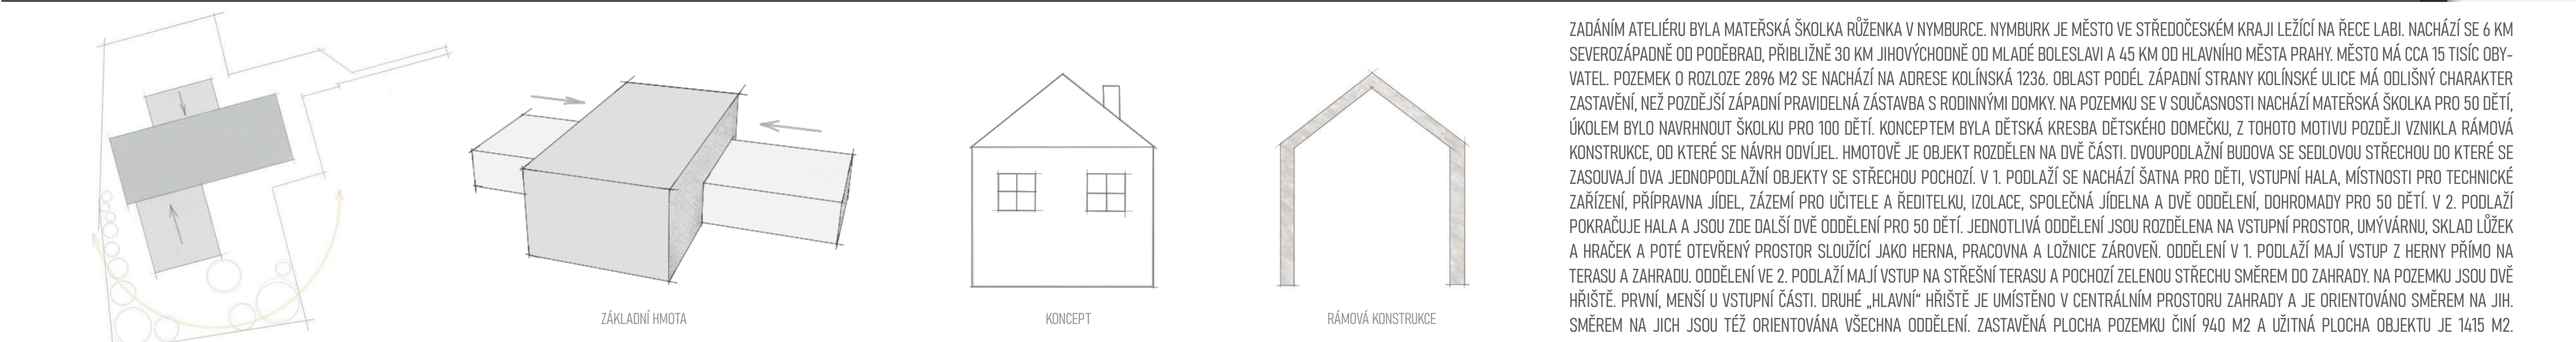 ZÁKLADNÍ HMOTA
KONCEPT
RÁMOVÁ KONSTRUKCE
ZADÁNÍM ATELIÉRU BYLA MATEŘSKÁ ŠKOLKA RŮŽENKA V NYMBURCE. NYMBURK JE MĚSTO VE STŘEDOČESKÉM KRAJI LEŽÍCÍ NA ŘECE LABI. NACHÁZÍ SE 6 KM
SEVEROZÁPADNĚ OD PODĚBRAD, PŘIBLIŽNĚ 30 KM JIHOVÝCHODNĚ OD MLADÉ BOLESLAVI A 45 KM OD HLAVNÍHO MĚSTA PRAHY. MĚSTO MÁ CCA 15 TISÍC OBY-
VATEL. POZEMEK O ROZLOZE 2896 M2 SE NACHÁZÍ NA ADRESE KOLÍNSKÁ 1236. OBLAST PODÉL ZÁPADNÍ STRANY KOLÍNSKÉ ULICE MÁ ODLIŠNÝ CHARAKTER
ZASTAVĚNÍ, NEŽ POZDĚJŠÍ ZÁPADNÍ PRAVIDELNÁ ZÁSTAVBA S RODINNÝMI DOMKY. NA POZEMKU SE V SOUČASNOSTI NACHÁZÍ MATEŘSKÁ ŠKOLKA PRO 50 DĚTÍ,
ÚKOLEM BYLO NAVRHNOUT ŠKOLKU PRO 100 DĚTÍ. KONCEPTEM BYLA DĚTSKÁ KRESBA DĚTSKÉHO DOMEČKU, Z TOHOTO MOTIVU POZDĚJI VZNIKLA RÁMOVÁ
KONSTRUKCE, OD KTERÉ SE NÁVRH ODVÍJEL. HMOTOVĚ JE OBJEKT ROZDĚLEN NA DVĚ ČÁSTI. DVOUPODLAŽNÍ BUDOVA SE SEDLOVOU STŘECHOU DO KTERÉ SE
ZASOUVAJÍ DVA JEDNOPODLAŽNÍ OBJEKTY SE STŘECHOU POCHOZÍ. V 1. PODLAŽÍ SE NACHÁZÍ ŠATNA PRO DĚTI, VSTUPNÍ HALA, MÍSTNOSTI PRO TECHNICKÉ
ZAŘÍZENÍ, PŘÍPRAVNA JÍDEL, ZÁZEMÍ PRO UČITELE A ŘEDITELKU, IZOLACE, SPOLEČNÁ JÍDELNA A DVĚ ODDĚLENÍ, DOHROMADY PRO 50 DĚTÍ. V 2. PODLAŽÍ
POKRAČUJE HALA A JSOU ZDE DALŠÍ DVĚ ODDĚLENÍ PRO 50 DĚTÍ. JEDNOTLIVÁ ODDĚLENÍ JSOU ROZDĚLENA NA VSTUPNÍ PROSTOR, UMÝVÁRNU, SKLAD LŮŽEK
A HRAČEK A POTÉ OTEVŘENÝ PROSTOR SLOUŽÍCÍ JAKO HERNA, PRACOVNA A LOŽNICE ZÁROVEŇ. ODDĚLENÍ V 1. PODLAŽÍ MAJÍ VSTUP Z HERNY PŘÍMO NA
TERASU A ZAHRADU. ODDĚLENÍ VE 2. PODLAŽÍ MAJÍ VSTUP NA STŘEŠNÍ TERASU A POCHOZÍ ZELENOU STŘECHU SMĚREM DO ZAHRADY. NA POZEMKU JSOU DVĚ
HŘIŠTĚ. PRVNÍ, MENŠÍ U VSTUPNÍ ČÁSTI. DRUHÉ „HLAVNÍ“ HŘIŠTĚ JE UMÍSTĚNO V CENTRÁLNÍM PROSTORU ZAHRADY A JE ORIENTOVÁNO SMĚREM NA JIH.
SMĚREM NA JICH JSOU TÉŽ ORIENTOVÁNA VŠECHNA ODDĚLENÍ. ZASTAVĚNÁ PLOCHA POZEMKU ČINÍ 940 M2 A UŽITNÁ PLOCHA OBJEKTU JE 1415 M2.